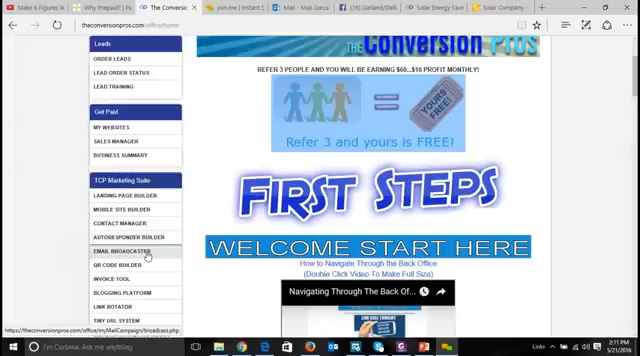 Make 6 Figures W
Why Prepaid? | Pa
The Conversi
join.me | Instant S
Mail - Max Garza
(6) Garland/Dalla
Solar Energy Save
Solar Company -
theconversionpros.com/office/home
Leads
ORDER LEADS
LEAD ORDER STATUS
LEAD TRAINING
Get Paid
MY WEBSITES
SALES MANAGER
BUSINESS SUMMARY
TCP Marketing Suite
LANDING PAGE BUILDER
MOBILE SITE BUILDER
CONTACT MANAGER
AUTORESPONDER BUILDER
EMAIL BROADCASTER
QR CODE BUILDER
INVOICE TOOL
BLOGGING PLATFORM
LINK ROTATOR
TINY URL SYSTEM
THE Conversion Pros
REFER 3 PEOPLE AND YOU WILL BE EARNING $60...$10 PROFIT MONTHLY!
YOURS FREE!
Refer 3 and yours is FREE!
FIRST STEPS
WELCOME START HERE
How to Navigate Through the Back Office
(Double Click Video To Make Full Size)
Navigating Through The Back Of...
https://theconversionpros.com/office/myMailCampaign/broadcast.php
I'm Cortana. Ask me anything.
Links
2:11 PM
5/21/2016